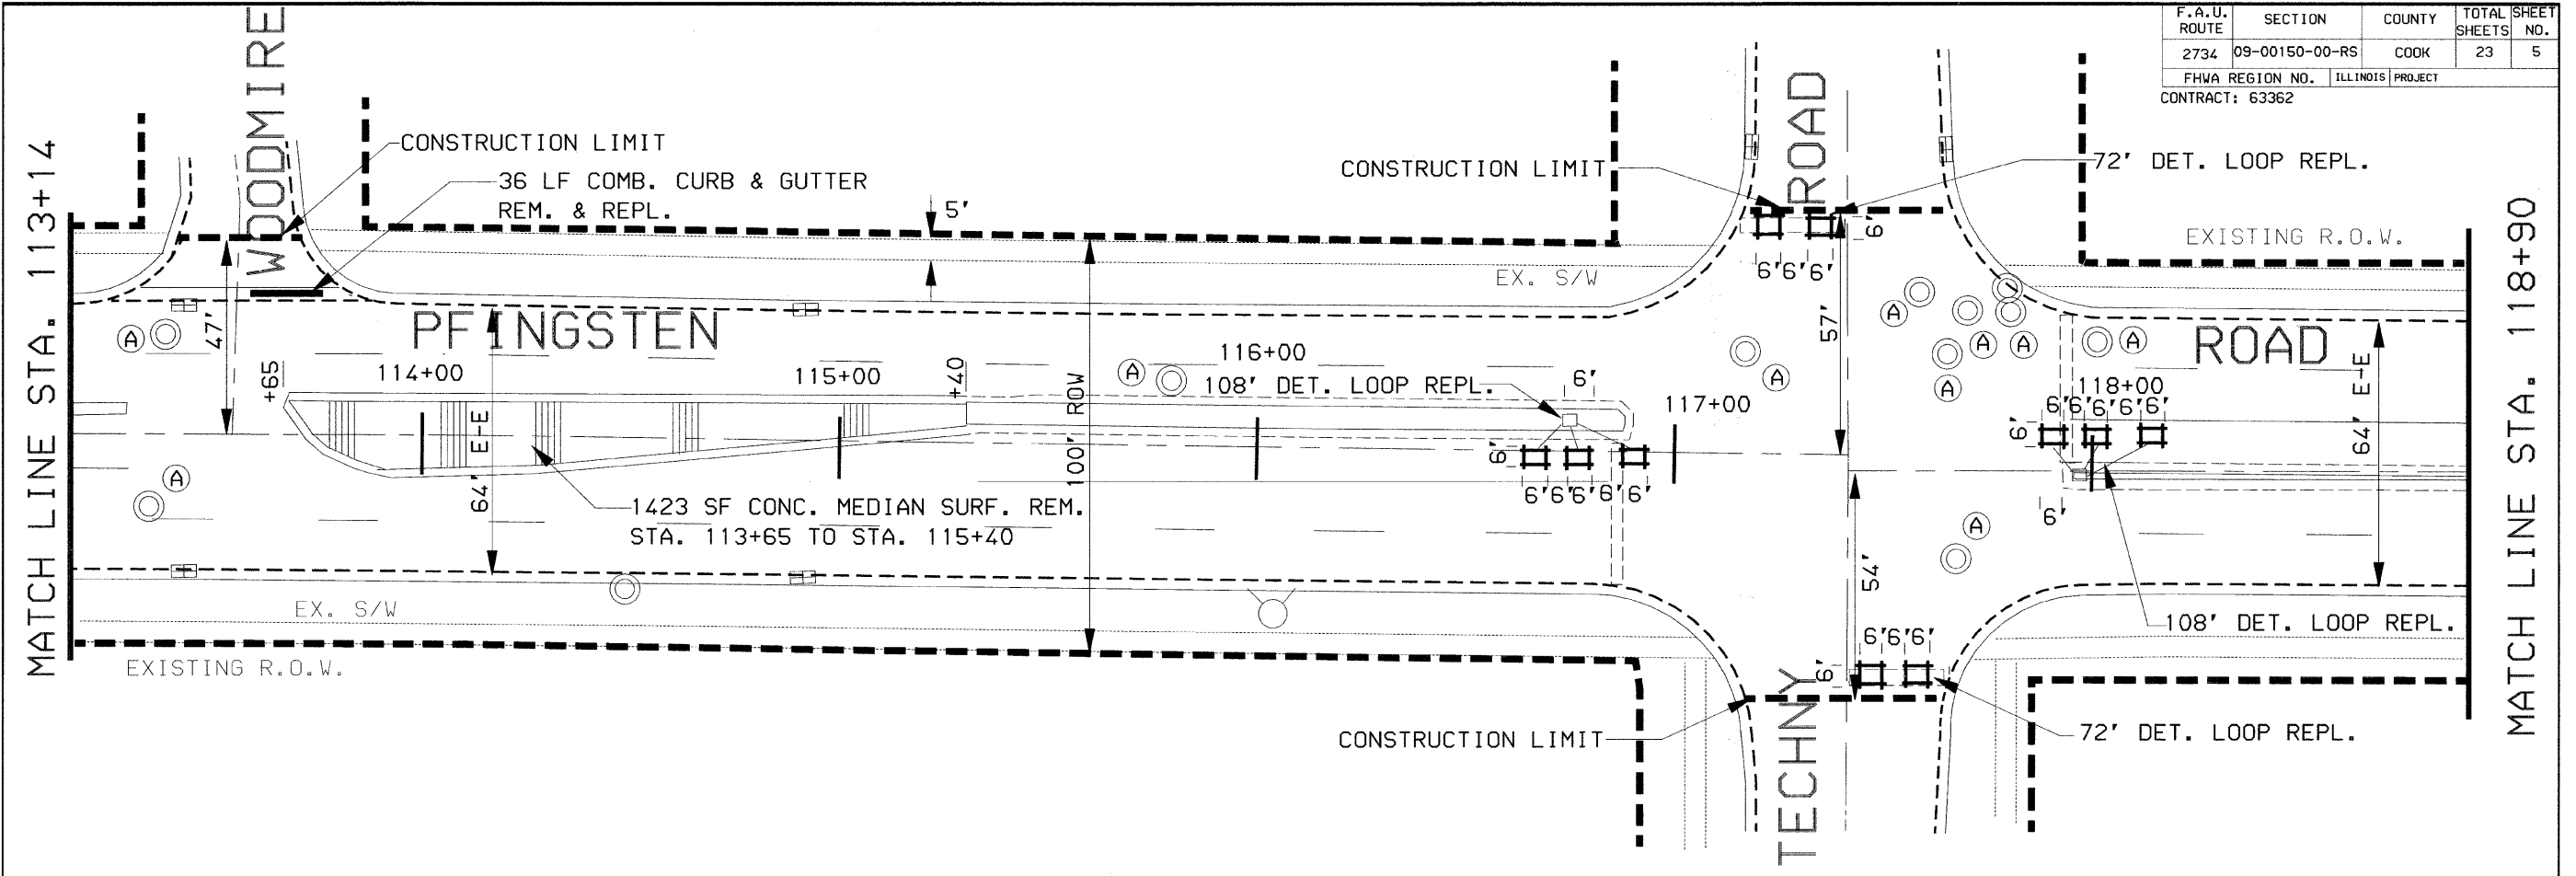 F.A.U. ROUTE SECTION COUNTY TOTAL SHEETS SHEET NO.
2734 09-00150-00-RS COOK 23 5
FHWA REGION NO. ILLINOIS PROJECT
CONTRACT: 63362
MATCH LINE STA. 113+14
WOODMIRE
CONSTRUCTION LIMIT
36 LF COMB. CURB & GUTTER
REM. & REPL.
5'
CONSTRUCTION LIMIT
ROAD
72' DET. LOOP REPL.
6'
6' 6' 6'
EXISTING R.O.W.
EX. S/W
47'
PFINGSTEN
57'
ROAD
A
A
A
A
A
A
A
A
+65
114+00
115+00
+40
116+00
108' DET. LOOP REPL.
6'
117+00
118+00
6' 6' 6' 6' 6'
6'
6'
6' 6' 6' 6' 6'
6'
64' E-E
100' ROW
64' E-E
A
A
1423 SF CONC. MEDIAN SURF. REM.
STA. 113+65 TO STA. 115+40
54'
EX. S/W
108' DET. LOOP REPL.
6' 6' 6'
6'
EXISTING R.O.W.
CONSTRUCTION LIMIT
TECHNY
72' DET. LOOP REPL.
MATCH LINE STA. 118+90